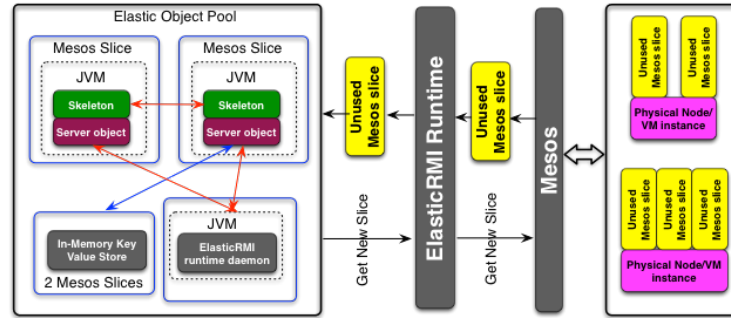 Elastic Object Pool
Mesos Slice
JVM
Skeleton
Server object
Mesos Slice
JVM
Skeleton
Server object
In-Memory Key
Value Store
2 Mesos Slices
JVM
ElasticRMI
runtime daemon
Unused
Mesos slice
Get New Slice
ElasticRMI Runtime
Unused
Mesos slice
Get New Slice
Mesos
Unused
Mesos slice
Unused
Mesos slice
Physical Node/
VM instance
Unused
Mesos slice
Unused
Mesos slice
Unused
Mesos slice
Physical Node/VM
instance